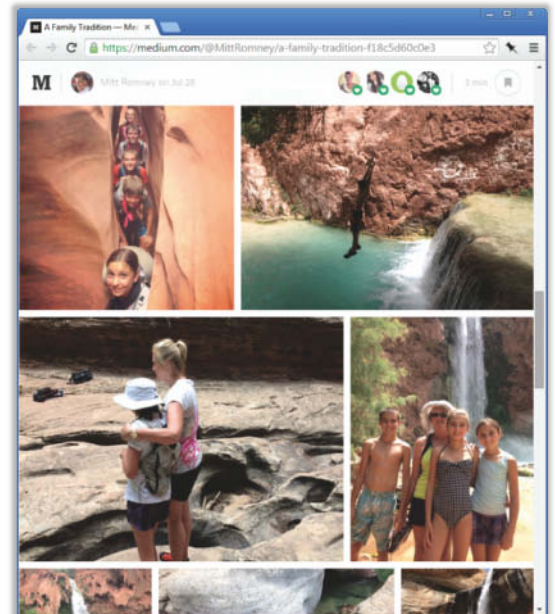 A Family Tradition — Me
https://medium.com/@MittRomney/a-family-tradition-f18c5d60c0e3
M
Mitt Romney on Jul 28
3 min